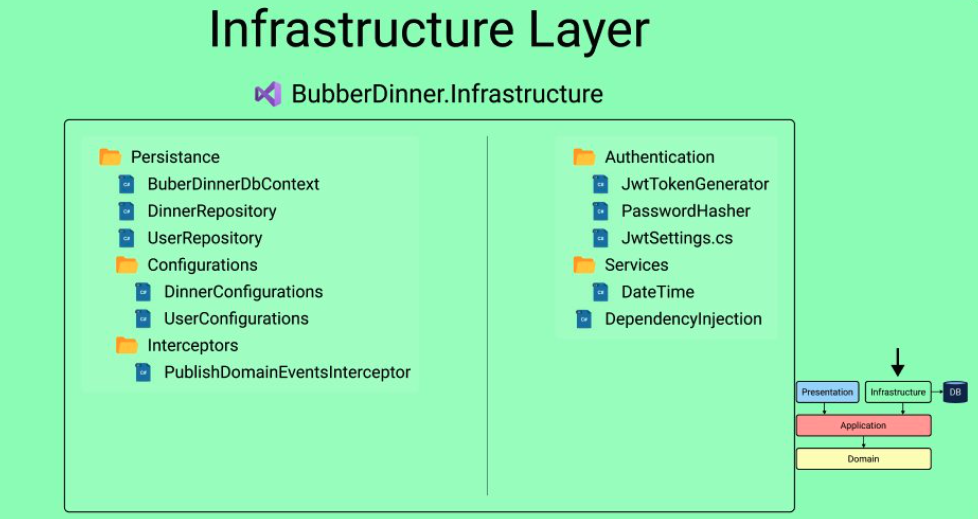 Infrastructure Layer
BubberDinner.Infrastructure
Persistance
C# BuberDinnerDbContext
C# DinnerRepository
C# UserRepository
Configurations
C# DinnerConfigurations
C# UserConfigurations
Interceptors
C# PublishDomainEventsInterceptor
Authentication
C# JwtTokenGenerator
C# PasswordHasher
C# JwtSettings.cs
Services
C# DateTime
C# DependencyInjection
Presentation
Infrastructure
DB
Application
Domain